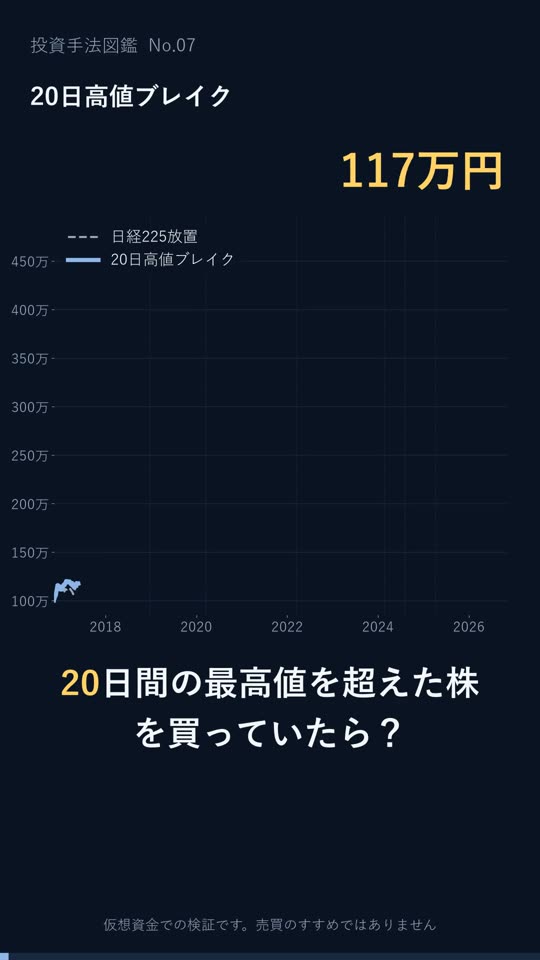 投資手法図鑑 No.07
20日高値ブレイク
117万円
日経225放置
20日高値ブレイク
450万
400万
350万
300万
250万
200万
150万
100万
2018 2020 2022 2024 2026
20日間の最高値を超えた株
を買っていたら？
仮想資金での検証です。売買のすすめではありません